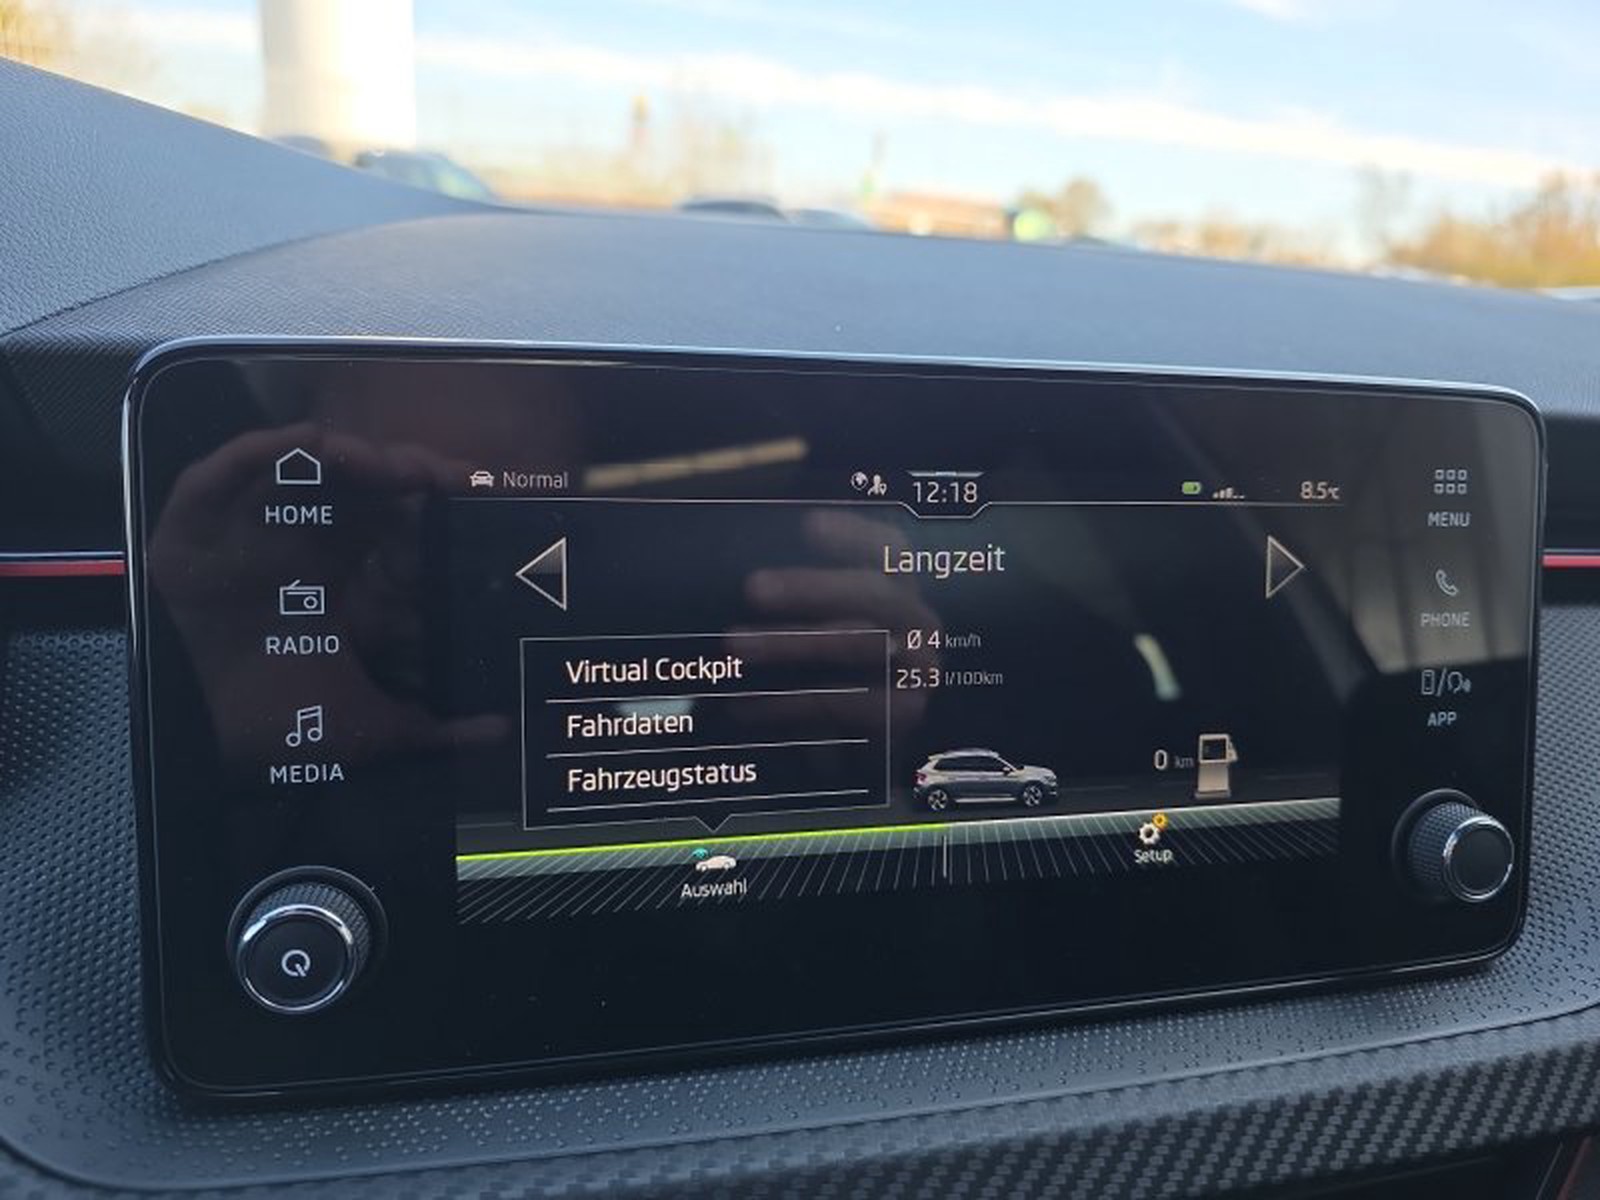 Normal
12:18
8.5°C
HOME
MENU
Langzeit
PHONE
RADIO
Ø 4 km/h
Virtual Cockpit
25.3 l/100km
Fahrdaten
APP
MEDIA
Fahrzeugstatus
0 km
Setup
Auswahl